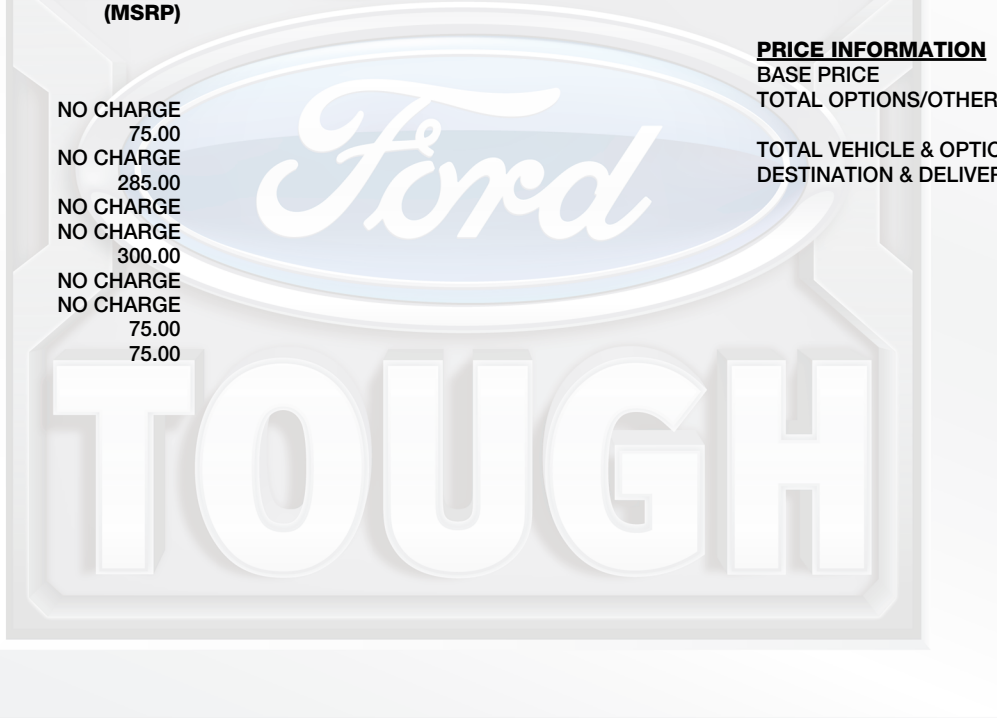 (MSRP)
NO CHARGE
75.00
NO CHARGE
285.00
NO CHARGE
NO CHARGE
300.00
NO CHARGE
NO CHARGE
75.00
75.00
PRICE INFORMATION
BASE PRICE
TOTAL OPTIONS/OTHER
TOTAL VEHICLE & OPTIO
DESTINATION & DELIVER
Ford
TOUGH